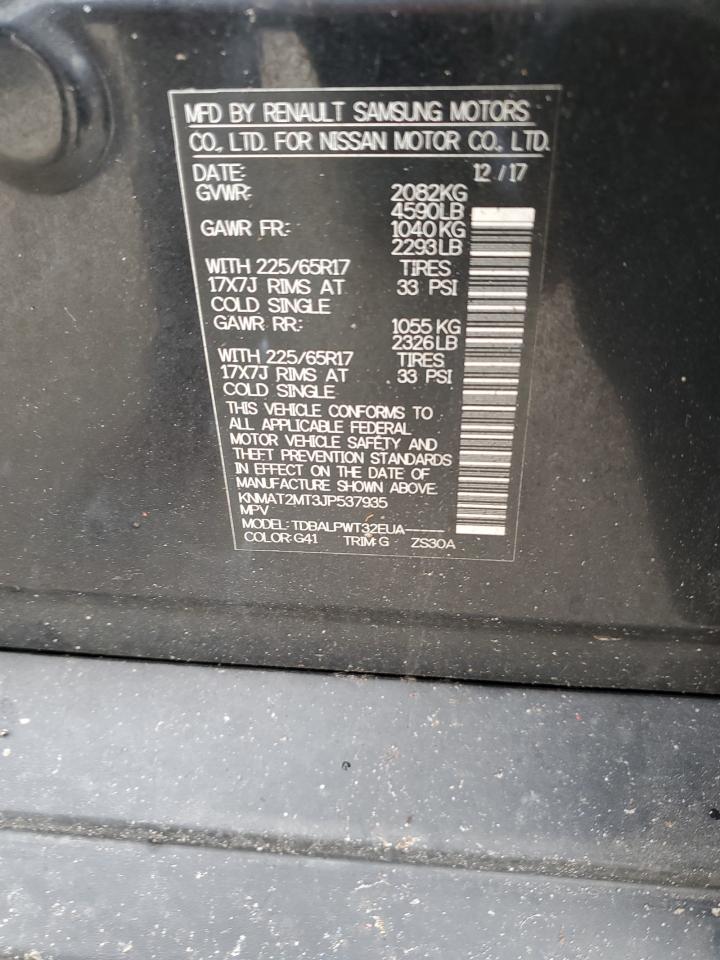 MFD BY RENAULT SAMSUNG MOTORS
CO., LTD. FOR NISSAN MOTOR CO., LTD.
DATE: 12 /17
GVWR: 2082KG
4590LB
GAWR FR: 1040KG
2293LB
WITH 225/65R17 TIRES
17X7J RIMS AT 33 PSI
COLD SINGLE
GAWR RR: 1055KG
2326LB
WITH 225/65R17 TIRES
17X7J RIMS AT 33 PSI
COLD SINGLE
THIS VEHICLE CONFORMS TO
ALL APPLICABLE FEDERAL
MOTOR VEHICLE SAFETY AND
THEFT PREVENTION STANDARDS
IN EFFECT ON THE DATE OF
MANUFACTURE SHOWN ABOVE.
KNMAT2MT3JP537935
MPV
MODEL: TDBALPWT32EUA-----
COLOR: G41 TRIM: G ZS30A